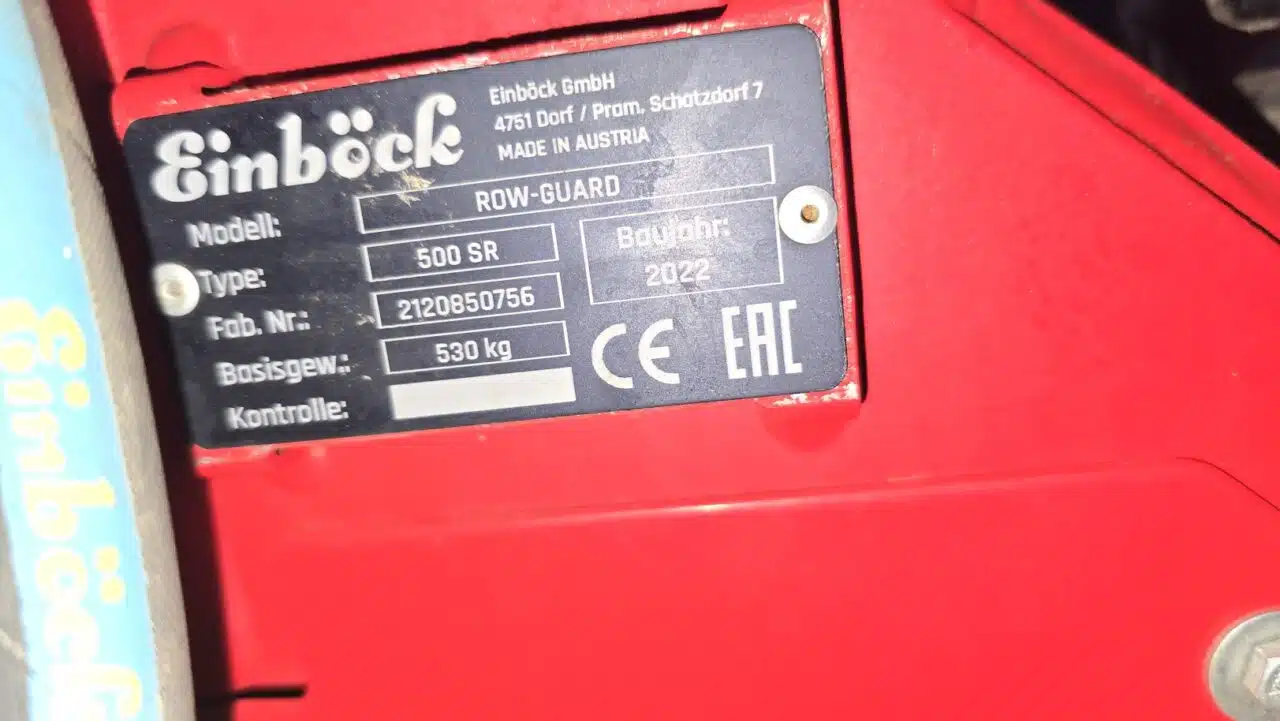 Einböck
Einböck GmbH
4751 Dorf / Pram, Schatzdorf 7
MADE IN AUSTRIA
Modell: ROW-GUARD
Type: 500 SR
Baujahr:
2022
Fab. Nr.: 2120850756
Basisgew.: 530 kg
Kontrolle:
CE EAC
Einböck